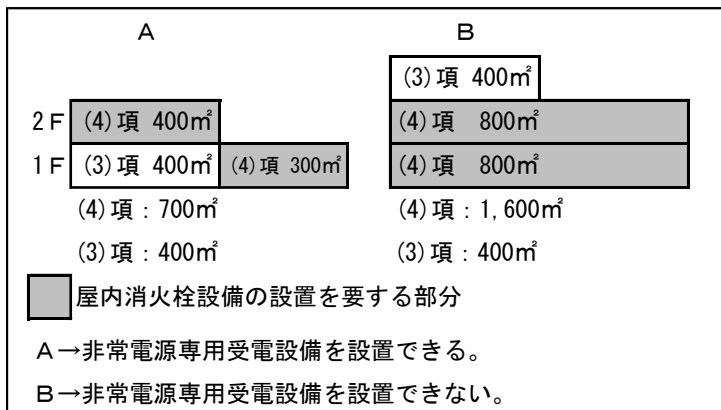 A B
(3)項 400㎡
2F (4)項 400㎡ (4)項 800㎡
1F (3)項 400㎡ (4)項 300㎡ (4)項 800㎡
(4)項：700㎡ (4)項：1,600㎡
(3)項：400㎡ (3)項：400㎡
屋内消火栓設備の設置を要する部分
A→非常電源専用受電設備を設置できる。
B→非常電源専用受電設備を設置できない。